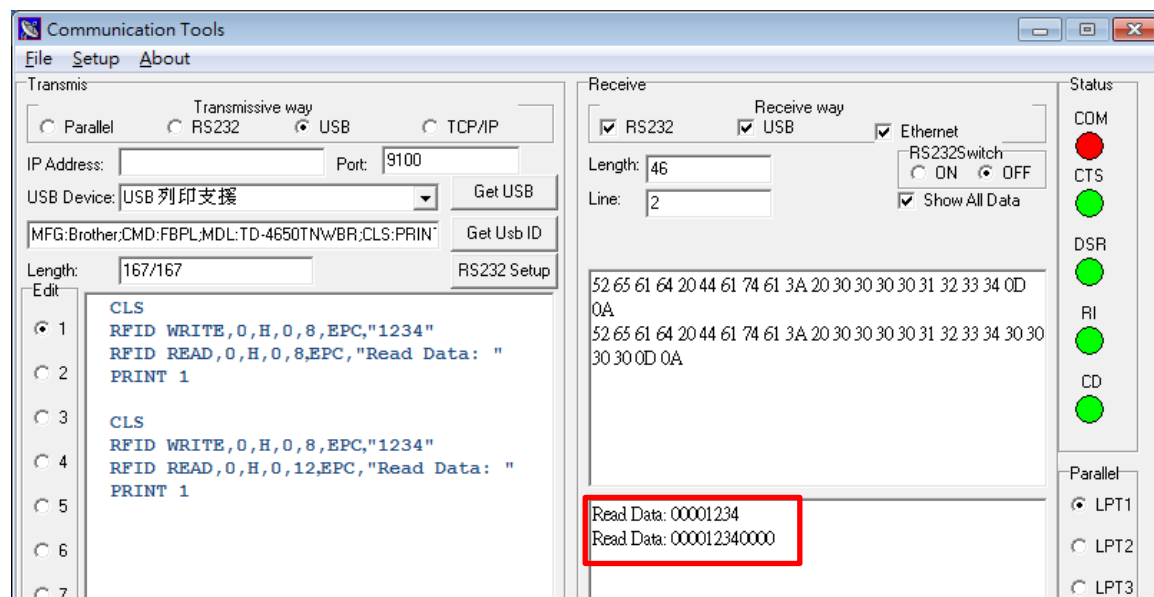 Communication Tools
File Setup About
Transmis
Transmissive way
Parallel RS232 USB TCP/IP
IP Address: Port: 9100
USB Device: USB 列印支援 Get USB
MFG:Brother;CMD:FBPL;MDL:TD-4650TNWBR;CLS:PRIN Get Usb ID
Length: 167/167 RS232 Setup
Edit
1
2
3
4
5
6
7
CLS
RFID WRITE,0,H,0,8,EPC,"1234"
RFID READ,0,H,0,8,EPC,"Read Data: "
PRINT 1
CLS
RFID WRITE,0,H,0,8,EPC,"1234"
RFID READ,0,H,0,12,EPC,"Read Data: "
PRINT 1
Receive
Receive way
RS232 USB Ethernet
Length: 46
Line: 2
RS232Switch
ON OFF
Show All Data
52 65 61 64 20 44 61 74 61 3A 20 30 30 30 30 31 32 33 34 0D
0A
52 65 61 64 20 44 61 74 61 3A 20 30 30 30 30 31 32 33 34 30 30
30 30 0D 0A
Read Data: 00001234
Read Data: 000012340000
Status
COM
CTS
DSR
RI
CD
Parallel
LPT1
LPT2
LPT3